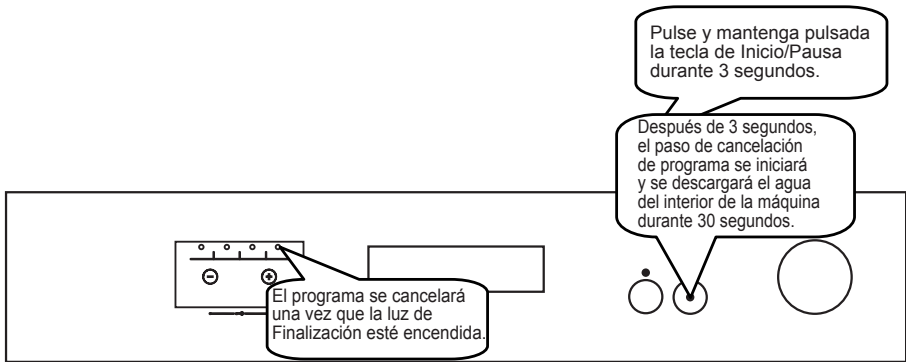 Pulse y mantenga pulsada
la tecla de Inicio/Pausa
durante 3 segundos.
Después de 3 segundos,
el paso de cancelación
de programa se iniciará
y se descargará el agua
del interior de la máquina
durante 30 segundos.
El programa se cancelará
una vez que la luz de
Finalización esté encendida.